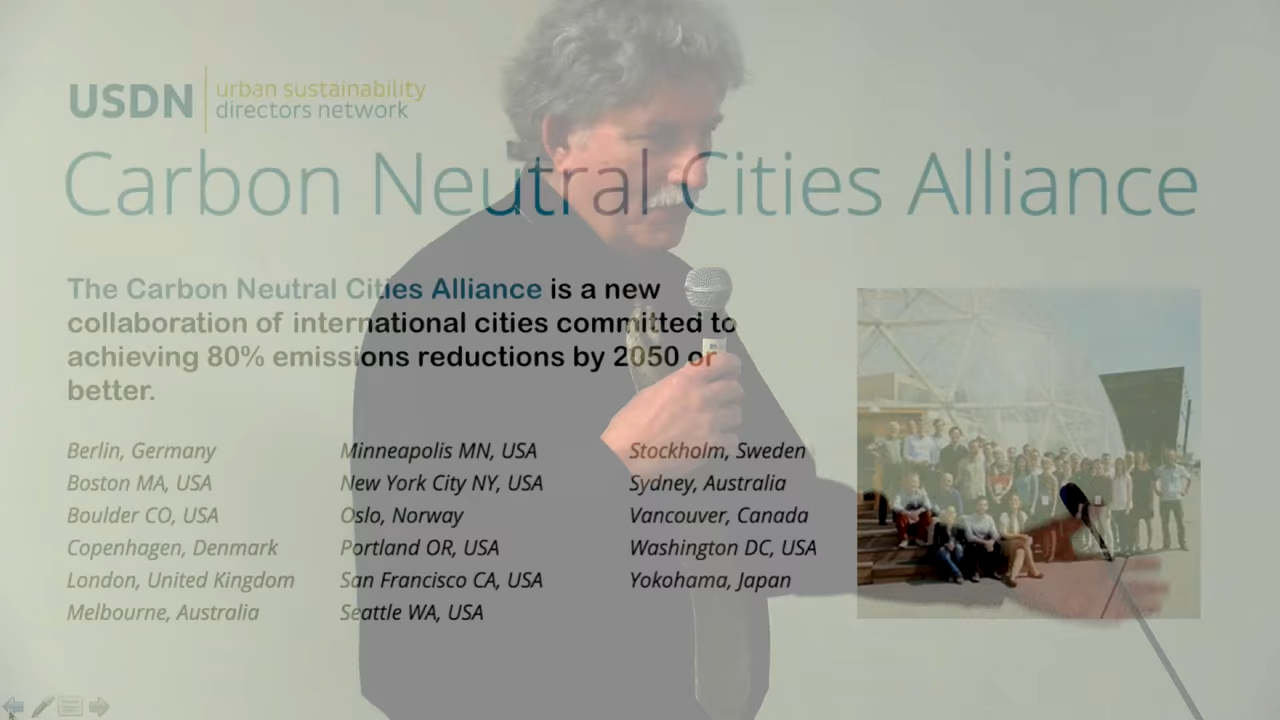 USDN urban sustainability
directors network
Carbon Neutral Cities Alliance
The Carbon Neutral Cities Alliance is a new
collaboration of international cities committed to
achieving 80% emissions reductions by 2050 or
better.
Berlin, Germany
Boston MA, USA
Boulder CO, USA
Copenhagen, Denmark
London, United Kingdom
Melbourne, Australia
Minneapolis MN, USA
New York City NY, USA
Oslo, Norway
Portland OR, USA
San Francisco CA, USA
Seattle WA, USA
Stockholm, Sweden
Sydney, Australia
Vancouver, Canada
Washington DC, USA
Yokohama, Japan